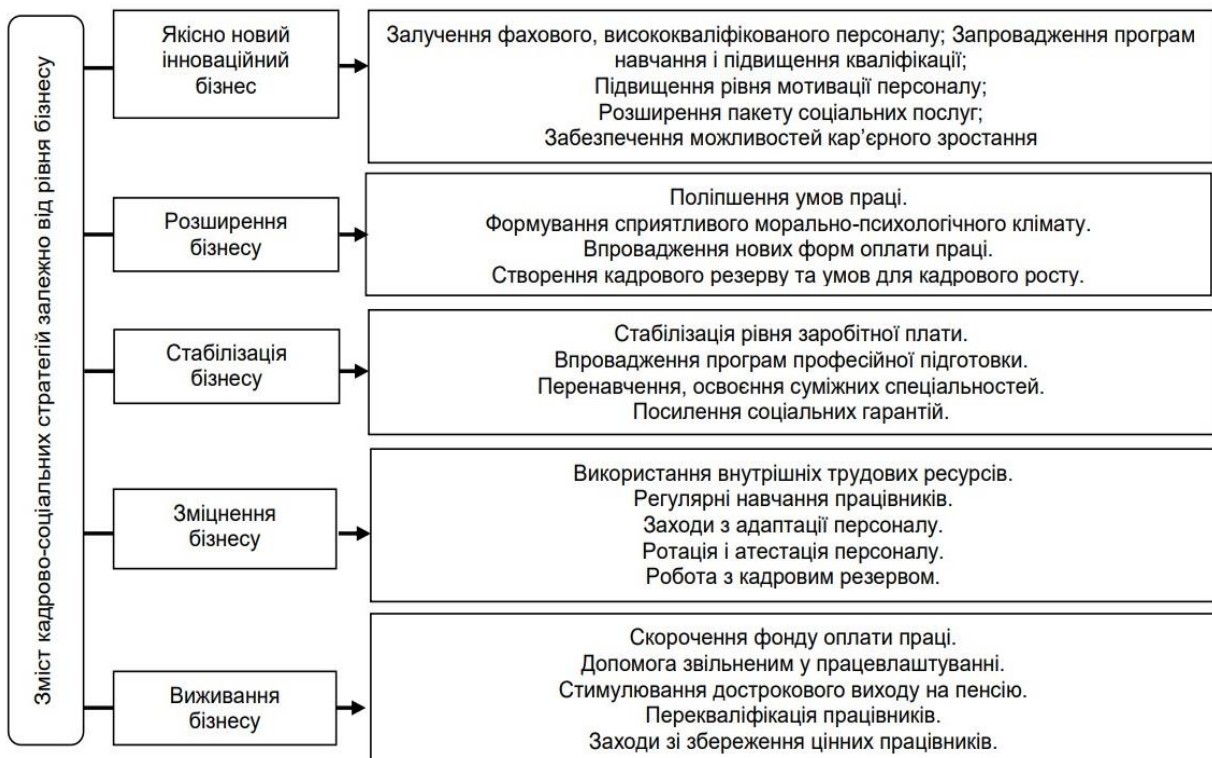 Зміст кадрово-соціальних стратегій залежно від рівня бізнесу
Якісно новий
інноваційний
бізнес
Залучення фахового, висококваліфікованого персоналу; Запровадження програм
навчання і підвищення кваліфікації;
Підвищення рівня мотивації персоналу;
Розширення пакету соціальних послуг;
Забезпечення можливостей кар’єрного зростання
Розширення
бізнесу
Поліпшення умов праці.
Формування сприятливого морально-психологічного клімату.
Впровадження нових форм оплати праці.
Створення кадрового резерву та умов для кадрового росту.
Стабілізація
бізнесу
Стабілізація рівня заробітної плати.
Впровадження програм професійної підготовки.
Перенавчення, освоєння суміжних спеціальностей.
Посилення соціальних гарантій.
Зміцнення
бізнесу
Використання внутрішніх трудових ресурсів.
Регулярні навчання працівників.
Заходи з адаптації персоналу.
Ротація і атестація персоналу.
Робота з кадровим резервом.
Виживання
бізнесу
Скорочення фонду оплати праці.
Допомога звільненим у працевлаштуванні.
Стимулювання дострокового виходу на пенсію.
Перекваліфікація працівників.
Заходи зі збереження цінних працівників.